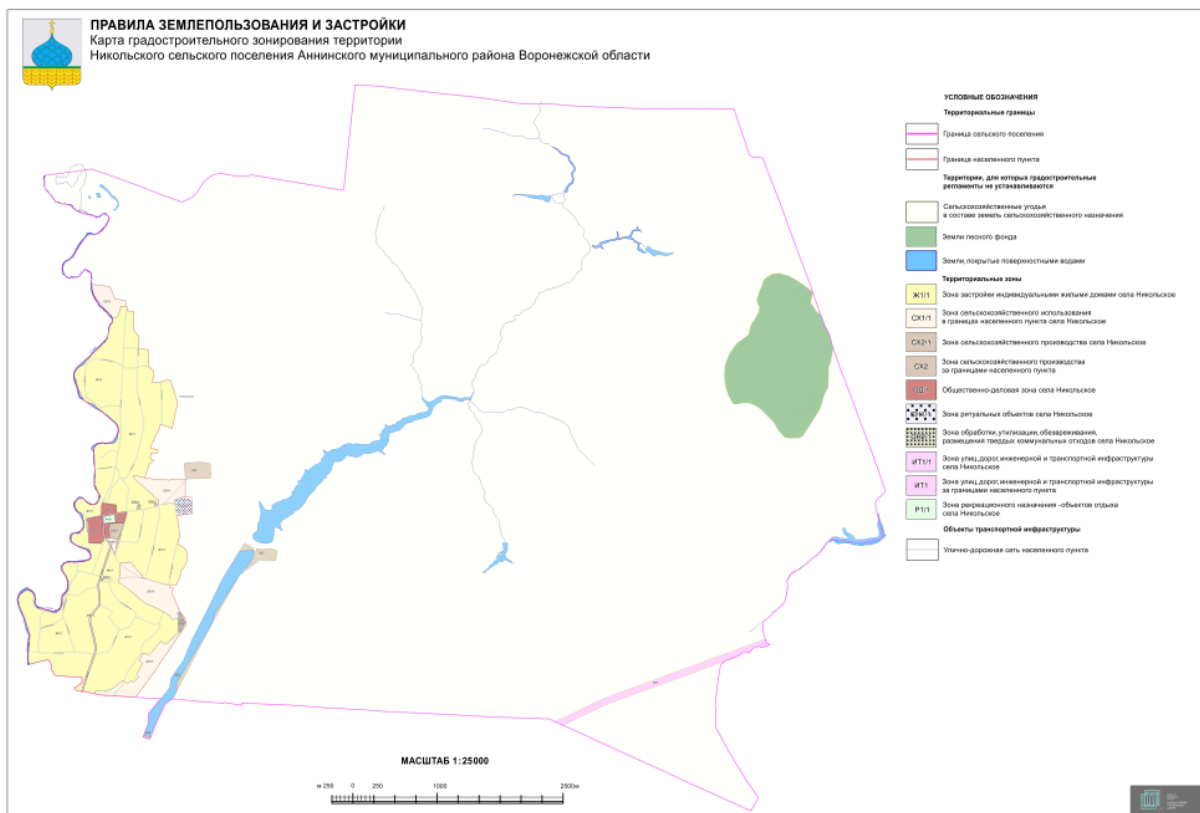 ПРАВИЛА ЗЕМЛЕПОЛЬЗОВАНИЯ И ЗАСТРОЙКИ
Карта градостроительного зонирования территории
Никольского сельского поселения Аннинского муниципального района Воронежской области
УСЛОВНЫЕ ОБОЗНАЧЕНИЯ
Территориальные границы
Граница сельского поселения
Граница населенного пункта
Территории, для которых градостроительные
регламенты не устанавливаются
Сельскохозяйственные угодья
в составе земель сельскохозяйственного назначения
Земли лесного фонда
Земли, покрытые поверхностными водами
Территориальные зоны
Ж1/1 Зона застройки индивидуальными жилыми домами села Никольское
СХ1/1 Зона сельскохозяйственного использования
в границах населенного пункта села Никольское
СХ2/1 Зона сельскохозяйственного производства села Никольское
СХ2 Зона сельскохозяйственного производства
за границами населенного пункта
Общественно-деловая зона села Никольское
Зона ритуальных объектов села Никольское
Зона обработки, утилизации, обезвреживания,
размещения твердых коммунальных отходов села Никольское
ИТ1/1 Зона улиц, дорог, инженерной и транспортной инфраструктуры
села Никольское
ИТ1 Зона улиц, дорог, инженерной и транспортной инфраструктуры
за границами населенного пункта
Р1/1 Зона рекреационного назначения -объектов отдыха
села Никольское
Объекты транспортной инфраструктуры
Улично-дорожная сеть населенного пункта
МАСШТАБ 1:25000
м 250 0 250 1000 2500м